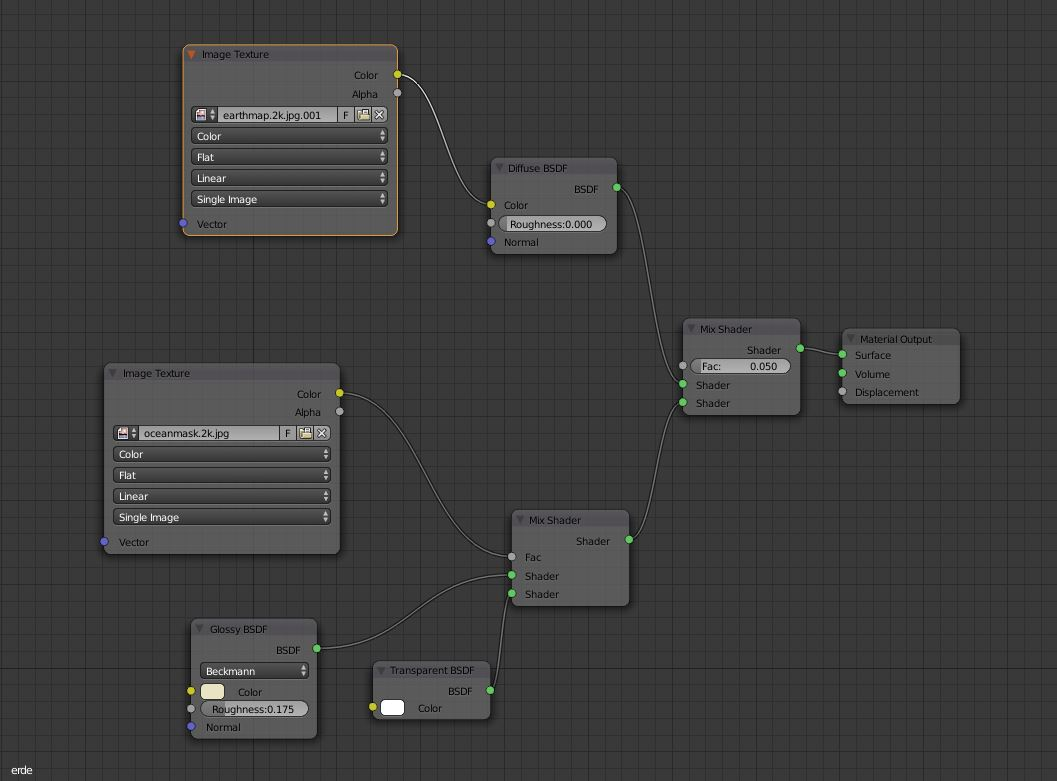 Image Texture
Color
Alpha
earthmap.2k.jpg.001 F
Color
Flat
Linear
Single Image
Vector
Diffuse BSDF
BSDF
Color
Roughness:0.000
Normal
Mix Shader
Shader
Fac: 0.050
Shader
Shader
Material Output
Surface
Volume
Displacement
Image Texture
Color
Alpha
oceanmask.2k.jpg F
Color
Flat
Linear
Single Image
Vector
Mix Shader
Shader
Fac
Shader
Shader
Glossy BSDF
BSDF
Beckmann
Color
Roughness:0.175
Normal
Transparent BSDF
BSDF
Color
erde